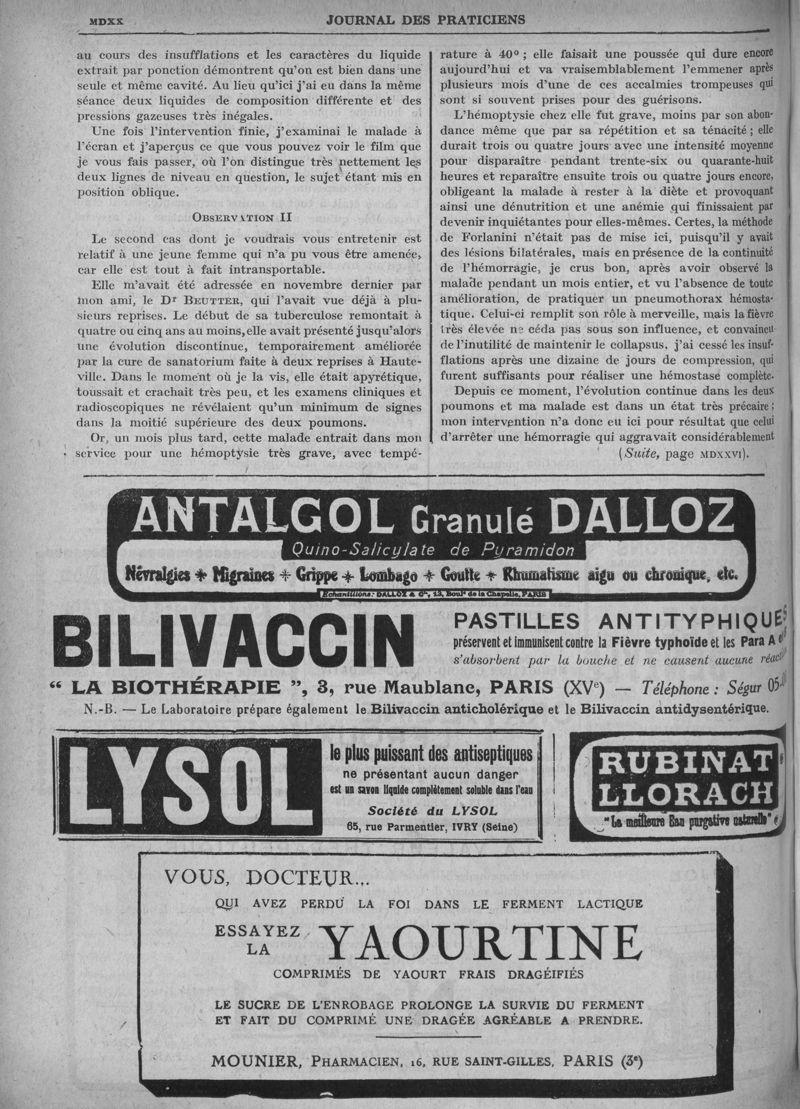 MDXX
JOURNAL DES PRATICIENS
au cours des insufflations et les caractères du liquide
extrait par ponction démontrent qu'on est bien dans une
seule et même cavité. Au lieu qu'ici j'ai eu dans la même
séance deux liquides de composition différente et des
pressions gazeuses très inégales.
Une fois l'intervention finie, j'examinai le malade à
l'écran et j'aperçus ce que vous pouvez voir le film que
je vous fais passer, où l'on distingue très nettement les
deux lignes de niveau en question, le sujet étant mis en
position oblique.
OBSERVATION II
Le second cas dont je voudrais vous entretenir est
relatif à une jeune femme qui n'a pu vous être amenée,
car elle est tout à fait intransportable.
Elle m'avait été adressée en novembre dernier par
mon ami, le Dr BEUTTER, qui l'avait vue déjà à plu-
sieurs reprises. Le début de sa tuberculose remontait à
quatre ou cinq ans au moins, elle avait présenté jusqu'alors
une évolution discontinue, temporairement améliorée
par la cure de sanatorium faite à deux reprises à Haute-
ville. Dans le moment où je la vis, elle était apyrétique,
toussait et crachait très peu, et les examens cliniques et
radioscopiques ne révélaient qu'un minimum de signes
dans la moitié supérieure des deux poumons.
Or, un mois plus tard, cette malade entrait dans mon
service pour une hémoptysie très grave, avec tempé-
rature à 40° ; elle faisait une poussée qui dure encore
aujourd'hui et va vraisemblablement l'emmener après
plusieurs mois d'une de ces accalmies trompeuses qui
sont si souvent prises pour des guérisons.
L'hémoptysie chez elle fut grave, moins par son abon-
dance même que par sa répétition et sa ténacité ; elle
durait trois ou quatre jours avec une intensité moyenne
pour disparaître pendant trente-six ou quarante-huit
heures et reparaître ensuite trois ou quatre jours encore,
obligeant la malade à rester à la diète et provoquant
ainsi une dénutrition et une anémie qui finissaient par
devenir inquiétantes pour elles-mêmes. Certes, la méthode
de Forlanini n'était pas de mise ici, puisqu'il y avait
des lésions bilatérales, mais en présence de la continuité
de l'hémorragie, je crus bon, après avoir observé la
malade pendant un mois entier, et vu l'absence de toute
amélioration, de pratiquer un pneumothorax hémosta-
tique. Celui-ci remplit son rôle à merveille, mais la fièvre
très élevée ne céda pas sous son influence, et convaincu
de l'inutilité de maintenir le collapsus, j'ai cessé les insuf-
flations après une dizaine de jours de compression, qui
furent suffisants pour réaliser une hémostase complète.
Depuis ce moment, l'évolution continue dans les deux
poumons et ma malade est dans un état très précaire ;
mon intervention n'a donc eu ici pour résultat que celui
d'arrêter une hémorragie qui aggravait considérablement
(Suite, page MDXXVI).
ANTALGOL Granulé DALLOZ
Quino-Salicylate de Pyramidon
Névralgies + Migraines + Grippe + Lombago + Goutte + Rhumatisme aigu ou chronique, etc.
Echantillons : DALLOZ & Cie, 13, Boulᵈ de la Chapelle, PARIS
BILIVACCIN
PASTILLES ANTITYPHIQUES
préservent et immunisent contre la Fièvre typhoïde et les Para A et
s'absorbent par la bouche et ne causent aucune
“ LA BIOTHÉRAPIE ”, 3, rue Maublanc, PARIS (XVe) — Téléphone : Ségur 05-
N.-B. — Le Laboratoire prépare également le Bilivaccin anticholérique et le Bilivaccin antidysentérique.
LYSOL
le plus puissant des antiseptiques
ne présentant aucun danger
est un savon liquide complètement soluble dans l'eau
Société du LYSOL
65, rue Parmentier, IVRY (Seine)
RUBINAT
LLORACH
"La meilleure Eau purgative naturelle"
VOUS, DOCTEUR...
QUI AVEZ PERDU LA FOI DANS LE FERMENT LACTIQUE
ESSAYEZ LA YAOURTINE
COMPRIMÉS DE YAOURT FRAIS DRAGÉIFIÉS
LE SUCRE DE L'ENROBAGE PROLONGE LA SURVIE DU FERMENT
ET FAIT DU COMPRIMÉ UNE DRAGÉE AGRÉABLE A PRENDRE.
MOUNIER, PHARMACIEN, 16, RUE SAINT-GILLES, PARIS (3e)